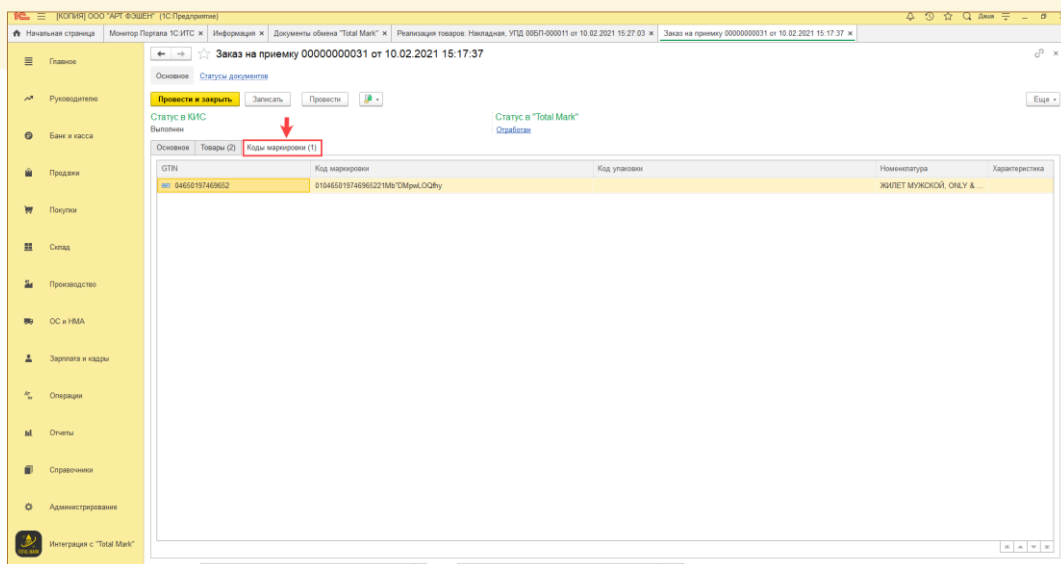 [КОПИЯ] ООО "АРТ ФЭШЕН" (1С:Предприятие)
Даша
Начальная страница
Монитор Портала 1С:ИТС
Информация
Документы обмена "Total Mark"
Реализация товаров: Накладная, УПД 00БП-000011 от 10.02.2021 15:27:03
Заказ на приемку 00000000031 от 10.02.2021 15:17:37
Главное
Руководителю
Банк и касса
Продажи
Покупки
Склад
Производство
ОС и НМА
Зарплата и кадры
Операции
Отчеты
Справочники
Администрирование
Интеграция с "Total Mark"
Заказ на приемку 00000000031 от 10.02.2021 15:17:37
Основное Статусы документов
Провести и закрыть Записать Провести Еще
Статус в КИС Статус в "Total Mark"
Выполнен Отработан
Основное Товары (2) Коды маркировки (1)
GTIN Код маркировки Код упаковки Номенклатура Характеристика
04650197469652 010465019746965221Mb"DMpwLOQfhy ЖИЛЕТ МУЖСКОЙ, ONLY & ...